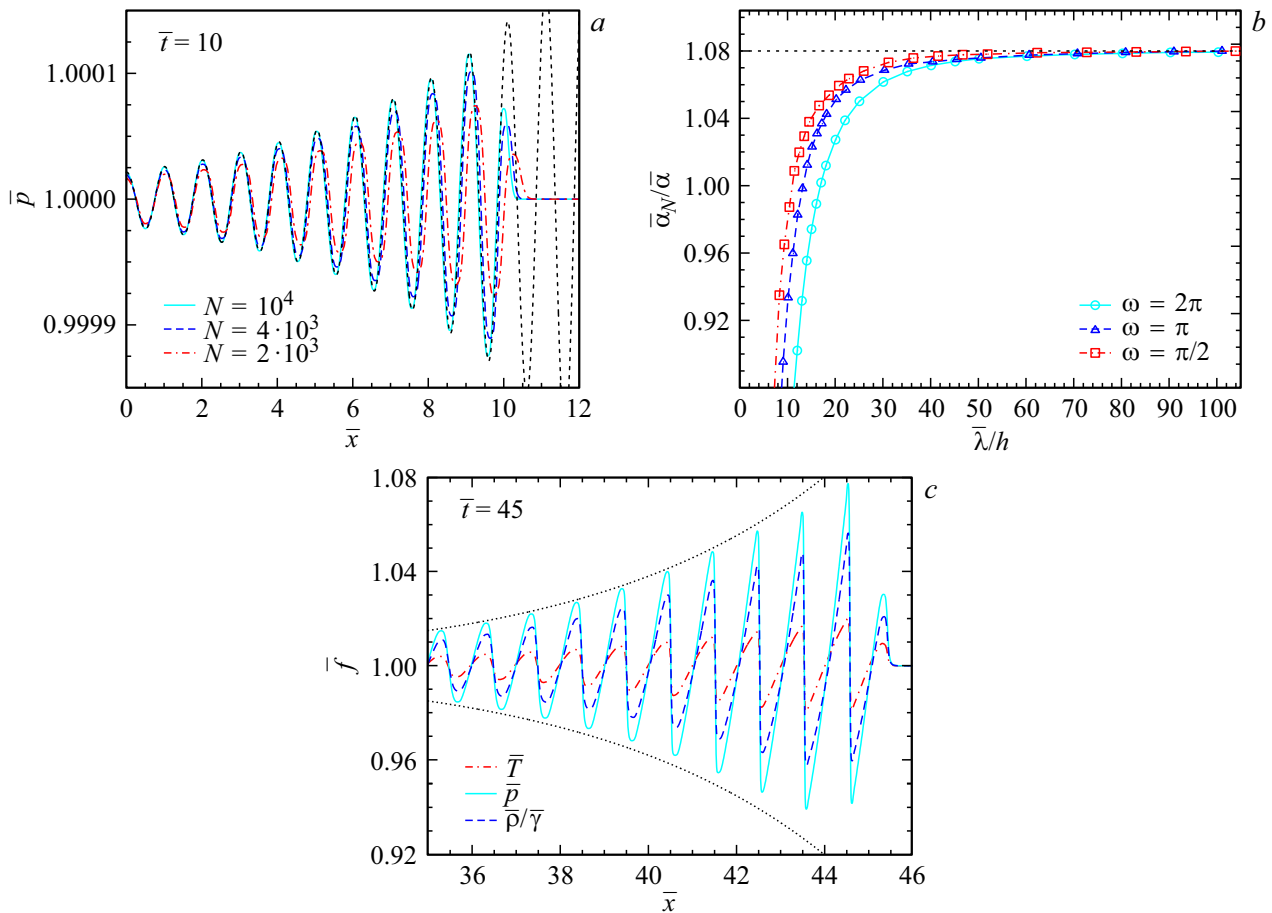 a
t̅ = 10
1.0001
1.0000
0.9999
p̅
N = 10⁴
N = 4 · 10³
N = 2 · 10³
0 2 4 6 8 10 12
x̅
b
1.08
1.04
1.00
0.96
0.92
α̅_N/α̅
ω = 2π
ω = π
ω = π/2
0 10 20 30 40 50 60 70 80 90 100
λ̅/h
c
t̅ = 45
1.08
1.04
1.00
0.96
0.92
f̅
T̅
p̅
ρ̅/γ̅
36 38 40 42 44 46
x̅